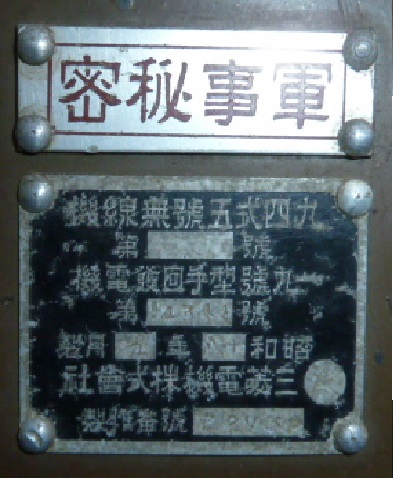 軍事秘密
九四式五號無線機
第 號
一九號型手回發電機
第 號
昭和 年 月製
三菱電機株式會社
製作番號